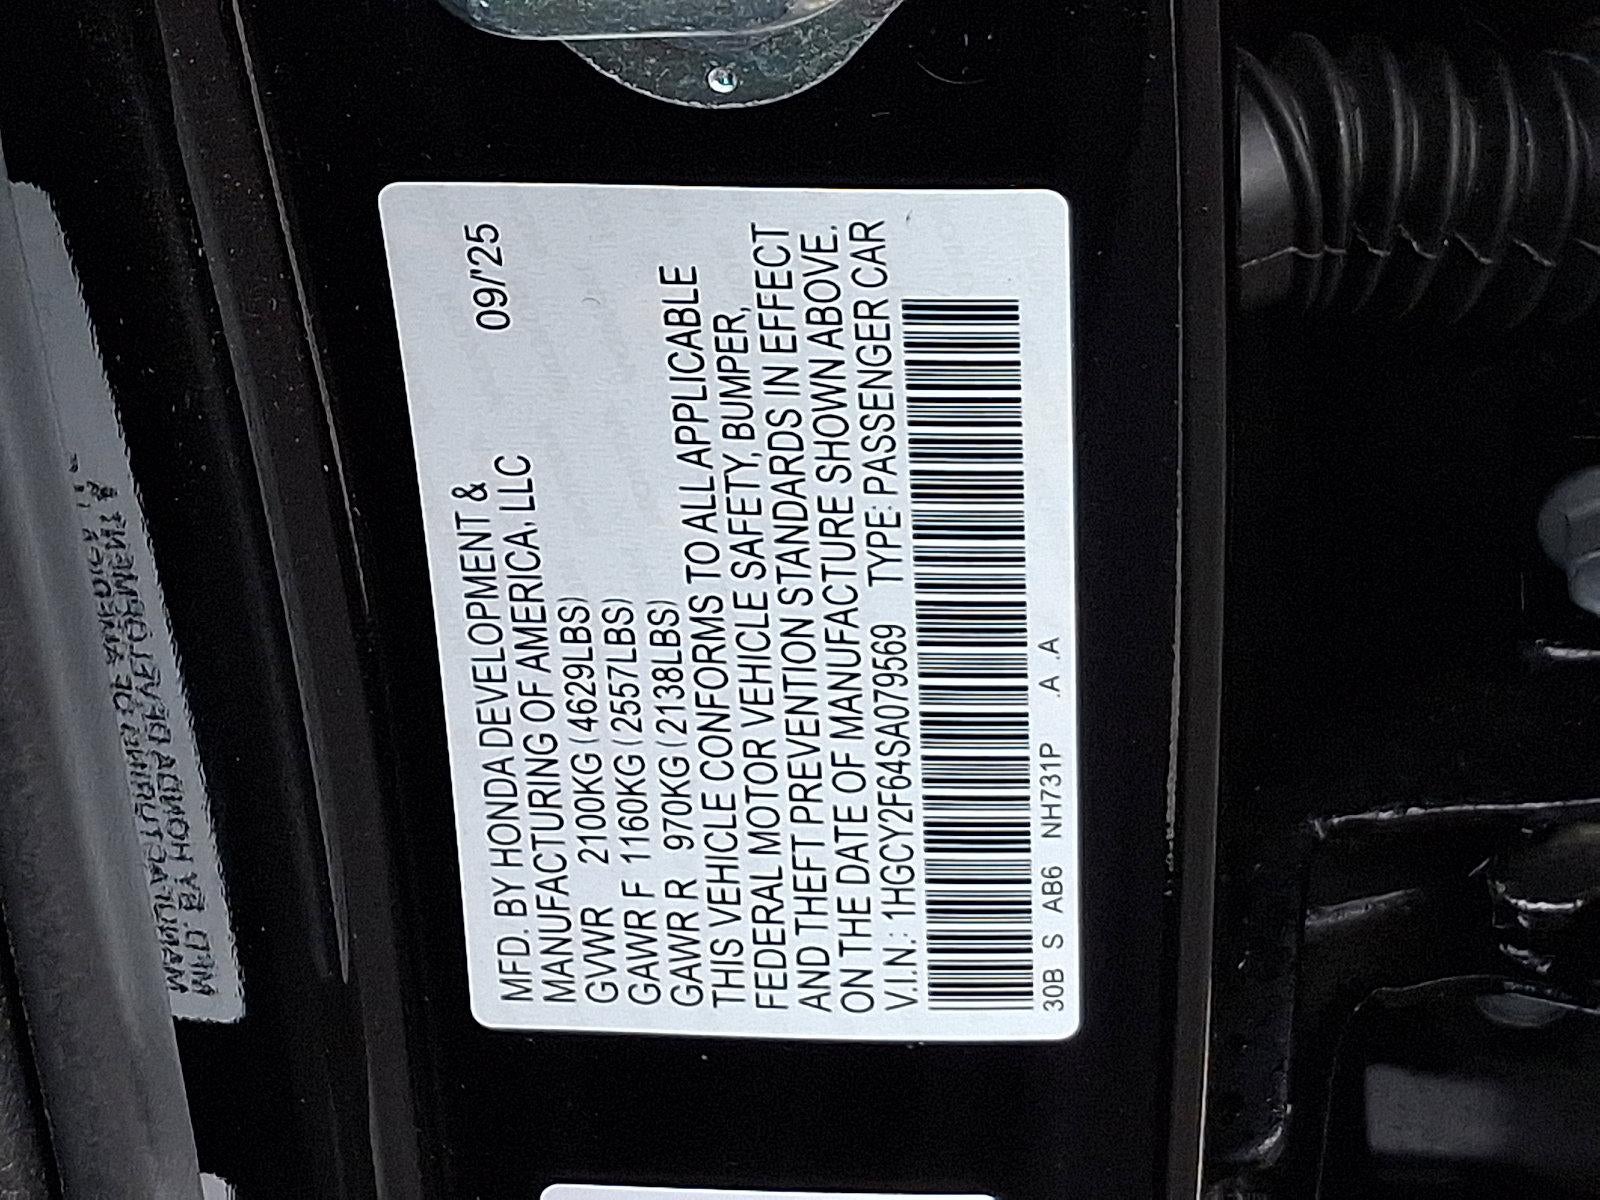 MFD. BY HONDA DEVELOPMENT &
MANUFACTURING OF AMERICA, LLC 09/'25
GVWR 2100KG (4629LBS)
GAWR F 1160KG (2557LBS)
GAWR R 970KG (2138LBS)
THIS VEHICLE CONFORMS TO ALL APPLICABLE
FEDERAL MOTOR VEHICLE SAFETY, BUMPER,
AND THEFT PREVENTION STANDARDS IN EFFECT
ON THE DATE OF MANUFACTURE SHOWN ABOVE.
V.I.N.: 1HGCY2F64SA079569 TYPE: PASSENGER CAR
30B S AB6 NH731P .A .A